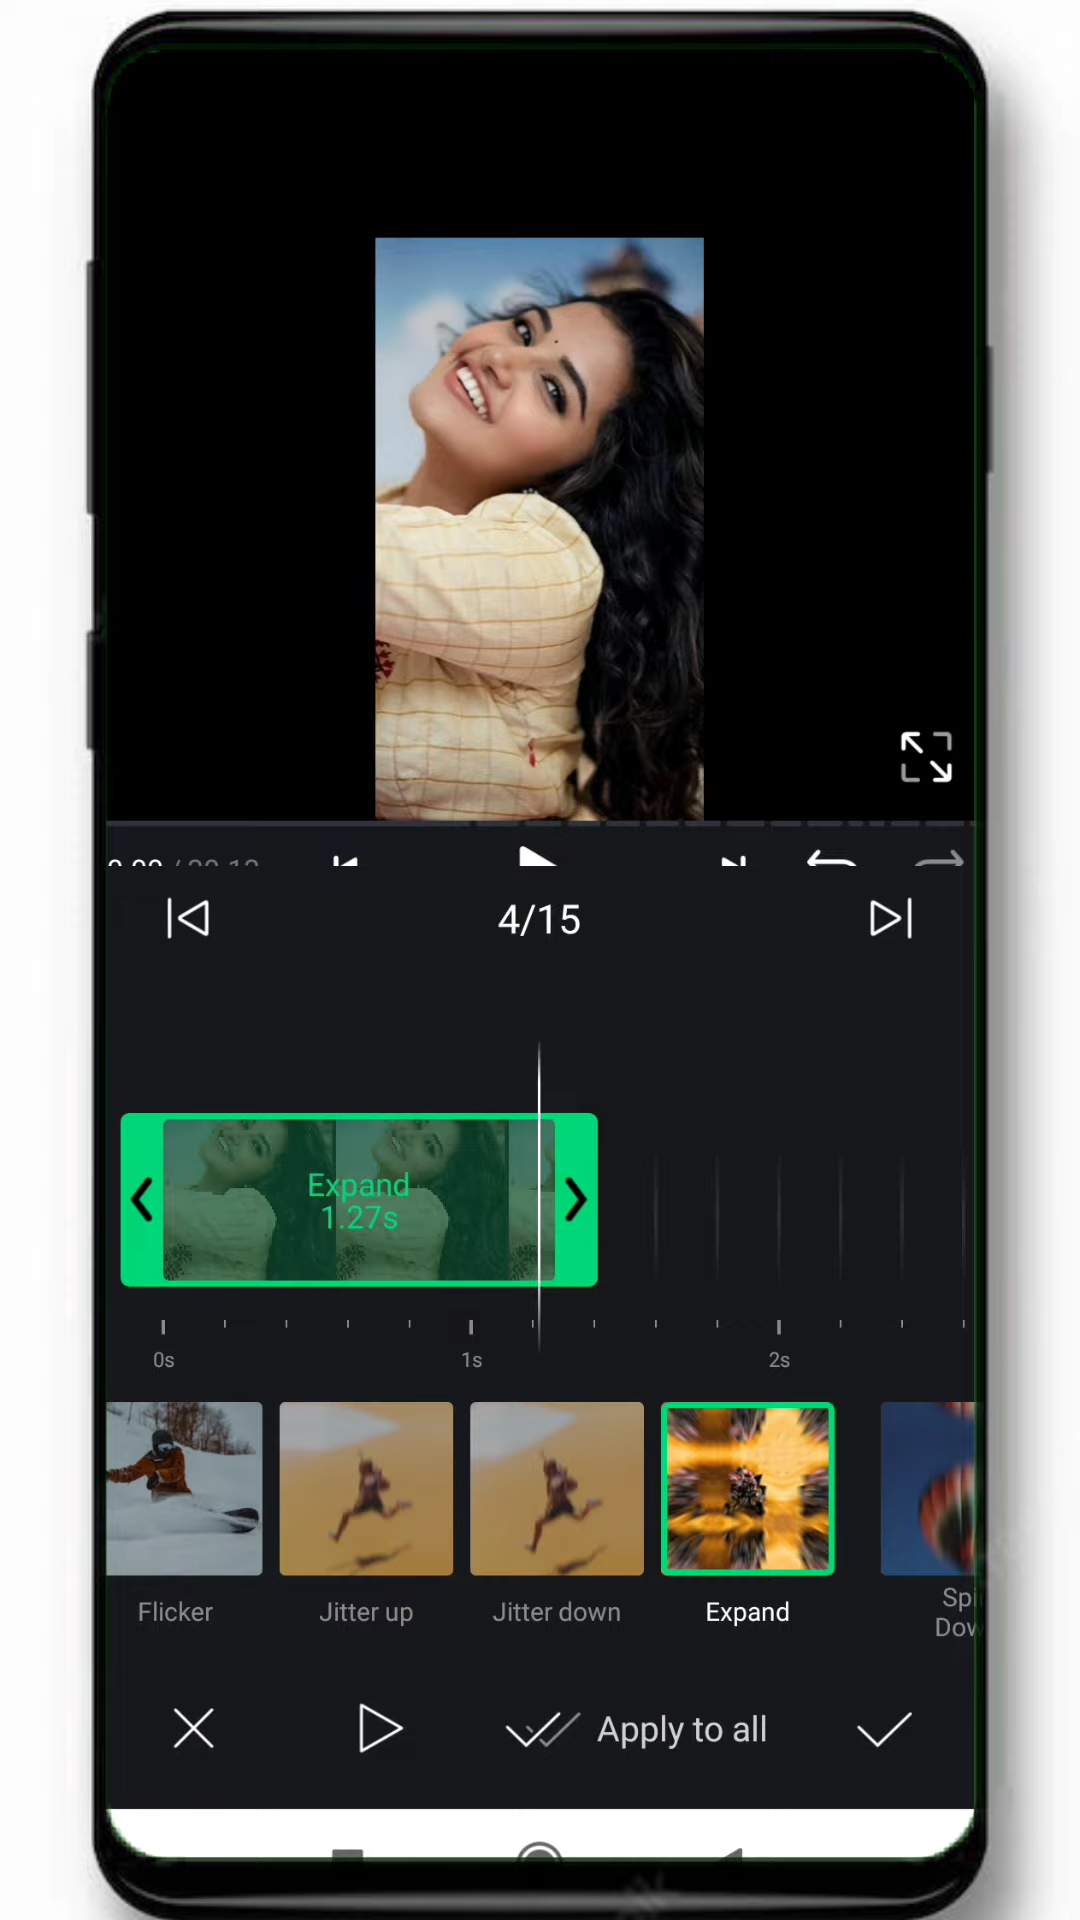 4/15
Expand
1.27s
0s
1s
2s
Flicker
Jitter up
Jitter down
Expand
Apply to all